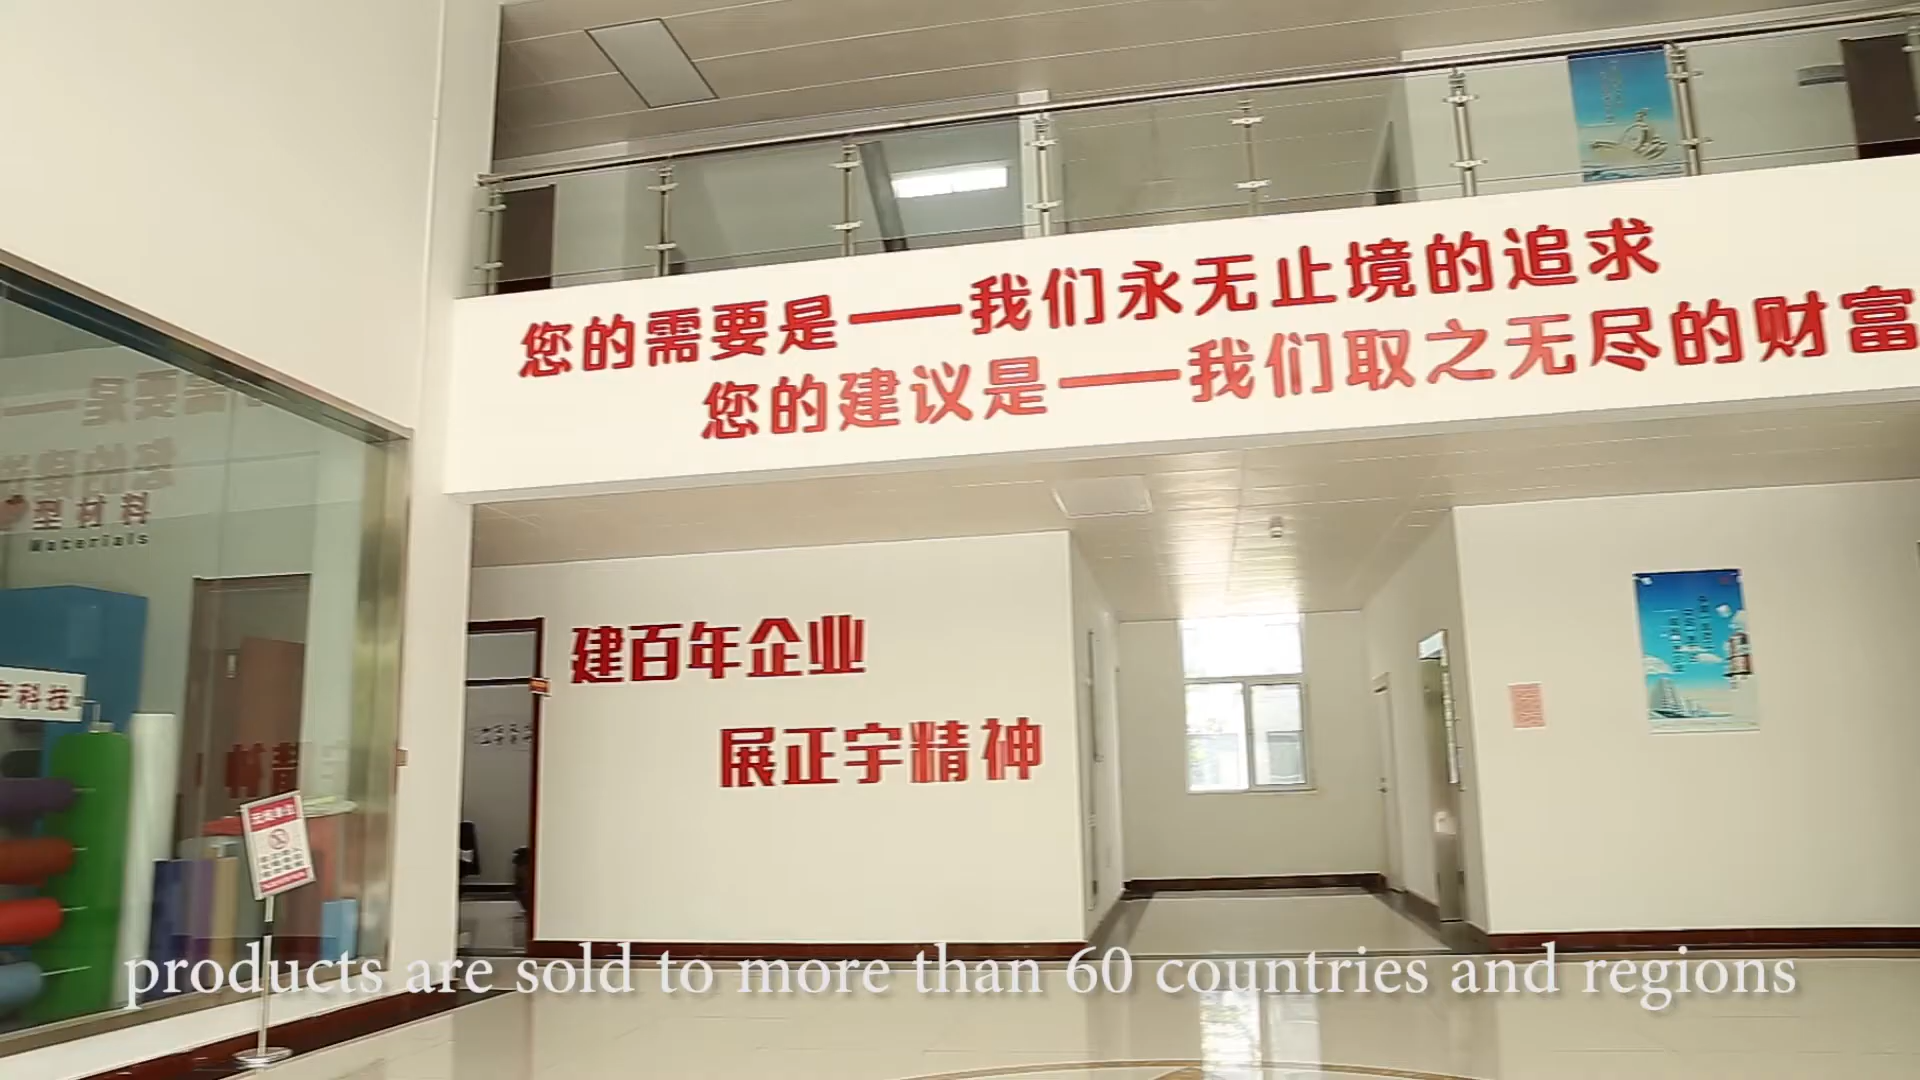 您的需要是——我们永无止境的追求
您的建议是——我们取之无尽的财富
型材料
Materials
建百年企业
展正宇精神
宇科技
products are sold to more than 60 countries and regions